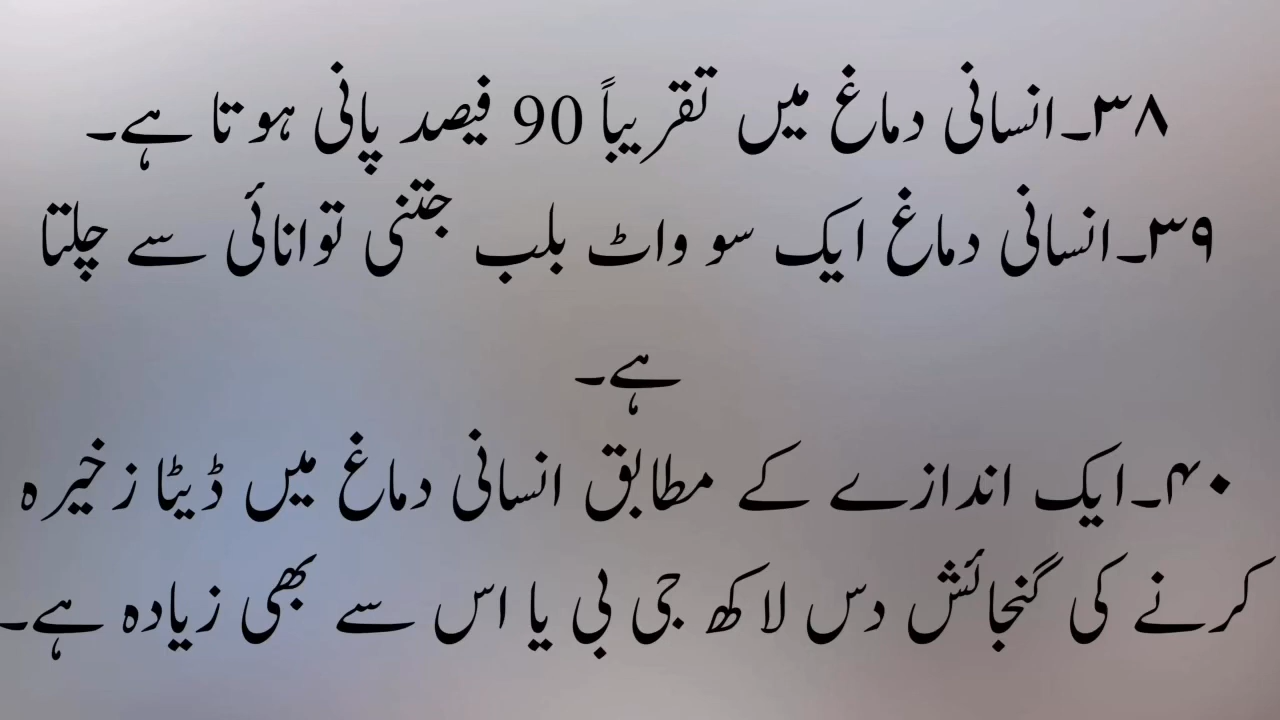 ۳۸۔انسانی دماغ میں تقریباً 90 فیصد پانی ہوتا ہے۔
۳۹۔انسانی دماغ ایک سو واٹ بلب جتنی توانائی سے چلتا
ہے۔
۴۰۔ایک اندازے کے مطابق انسانی دماغ میں ڈیٹا زخیرہ
کرنے کی گنجائش دس لاکھ جی بی یا اس سے بھی زیادہ ہے۔